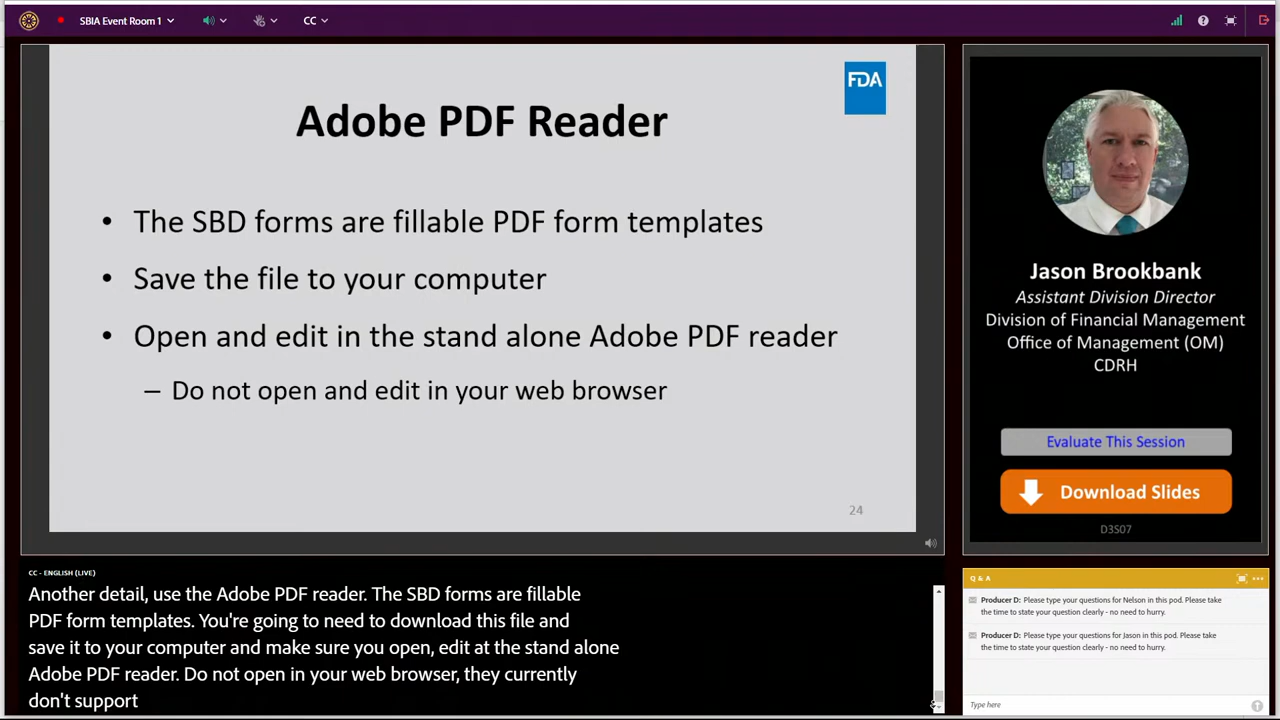 SBIA Event Room 1
CC
FDA
Adobe PDF Reader
• The SBD forms are fillable PDF form templates
• Save the file to your computer
• Open and edit in the stand alone Adobe PDF reader
– Do not open and edit in your web browser
24
Jason Brookbank
Assistant Division Director
Division of Financial Management
Office of Management (OM)
CDRH
Evaluate This Session
Download Slides
D3S07
CC - ENGLISH (LIVE)
Another detail, use the Adobe PDF reader. The SBD forms are fillable
PDF form templates. You're going to need to download this file and
save it to your computer and make sure you open, edit at the stand alone
Adobe PDF reader. Do not open in your web browser, they currently
don't support
Q & A
Producer D: Please type your questions for Nelson in this pod. Please take
the time to state your question clearly - no need to hurry.
Producer D: Please type your questions for Jason in this pod. Please take
the time to state your question clearly - no need to hurry.
Type here